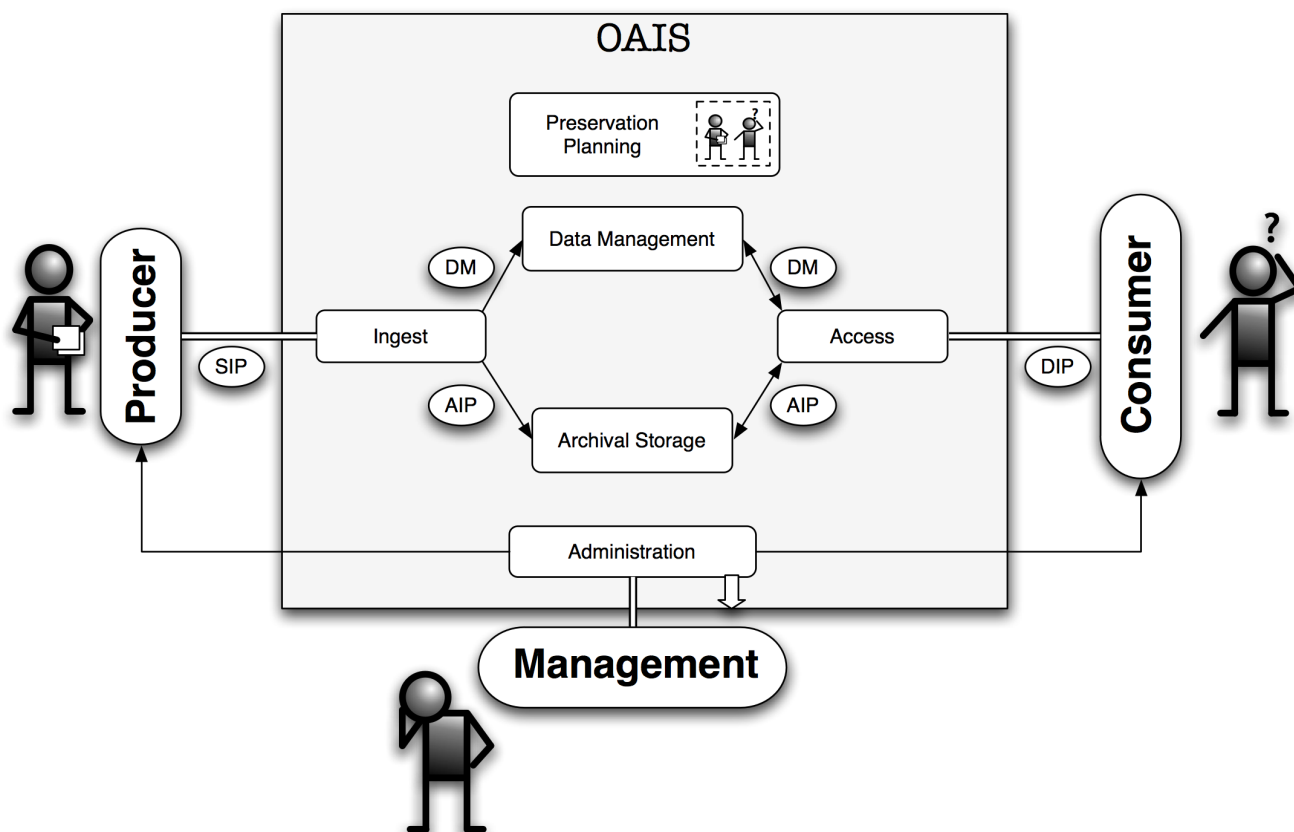 OAIS
Preservation
Planning
?
Data Management
DM
DM
Producer
Consumer
?
Ingest
Access
SIP
DIP
AIP
AIP
Archival Storage
Administration
Management